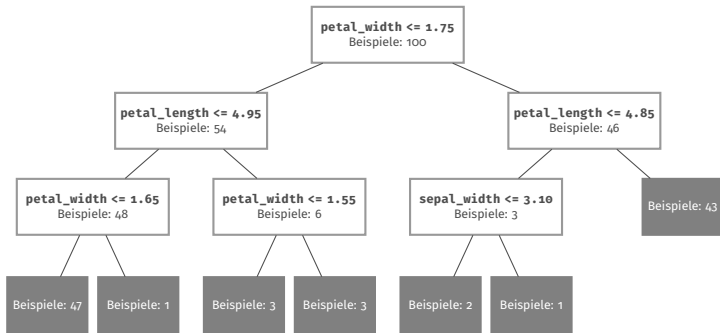 petal_width <= 1.75
Beispiele: 100
petal_length <= 4.95
Beispiele: 54
petal_length <= 4.85
Beispiele: 46
petal_width <= 1.65
Beispiele: 48
petal_width <= 1.55
Beispiele: 6
sepal_width <= 3.10
Beispiele: 3
Beispiele: 43
Beispiele: 47
Beispiele: 1
Beispiele: 3
Beispiele: 3
Beispiele: 2
Beispiele: 1